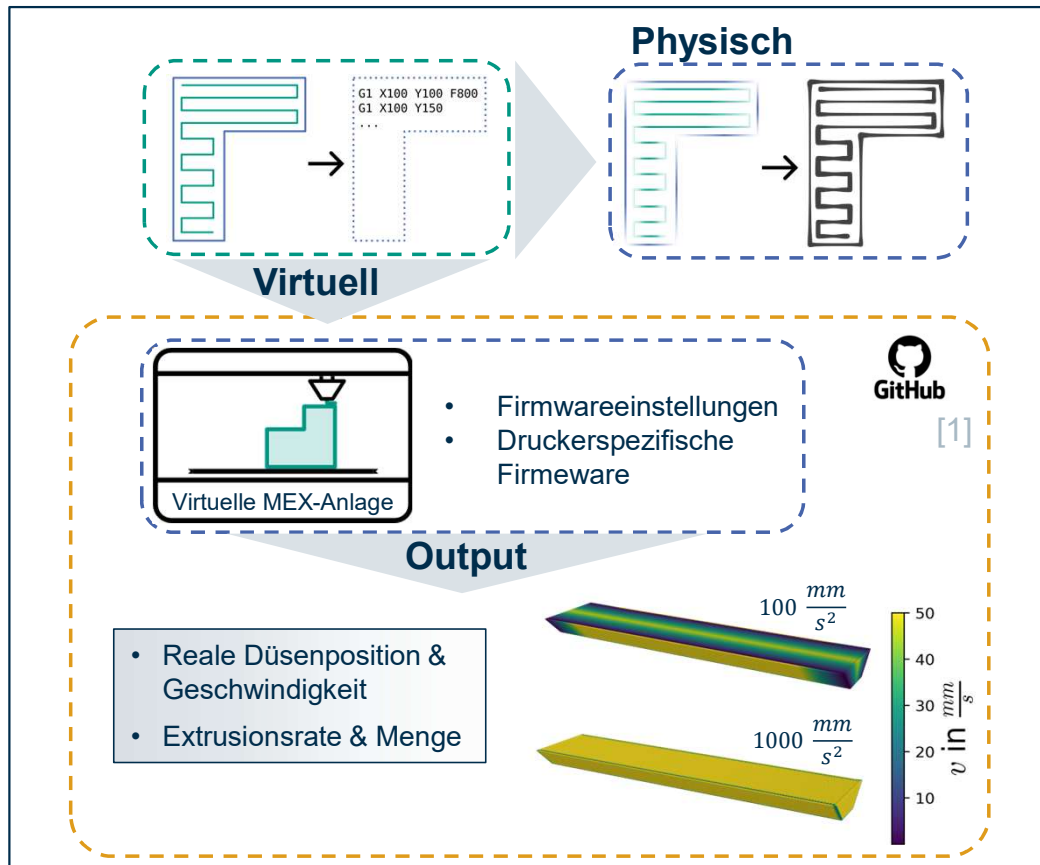 Physisch
G1 X100 Y100 F800
G1 X100 Y150
...
Virtuell
GitHub
[1]
• Firmwareeinstellungen
• Druckerspezifische
Firmeware
Virtuelle MEX-Anlage
Output
• Reale Düsenposition &
Geschwindigkeit
• Extrusionsrate & Menge
100 mm/s²
1000 mm/s²
50
40
30
20
10
v in mm/s